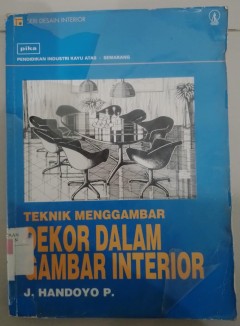 SERI DESAIN INTERIOR
pika
PENDIDIKAN INDUSTRI KAYU ATAS - SEMARANG
TEKNIK MENGGAMBAR
DEKOR DALAM
GAMBAR INTERIOR
J. HANDOYO P.